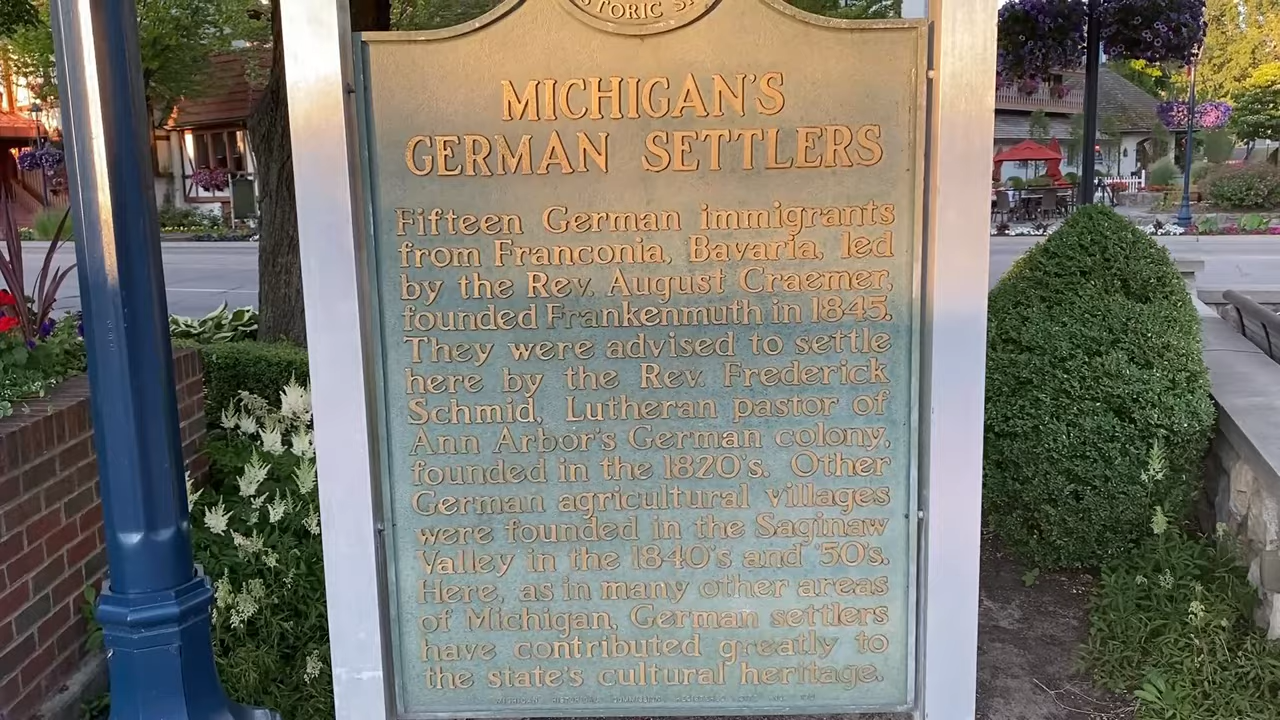 MICHIGAN'S
GERMAN SETTLERS
Fifteen German immigrants
from Franconia, Bavaria, led
by the Rev. August Craemer,
founded Frankenmuth in 1845.
They were advised to settle
here by the Rev. Frederick
Schmid, Lutheran pastor of
Ann Arbor's German colony,
founded in the 1820's. Other
German agricultural villages
were founded in the Saginaw
Valley in the 1840's and '50's.
Here, as in many other areas
of Michigan, German settlers
have contributed greatly to
the state's cultural heritage.